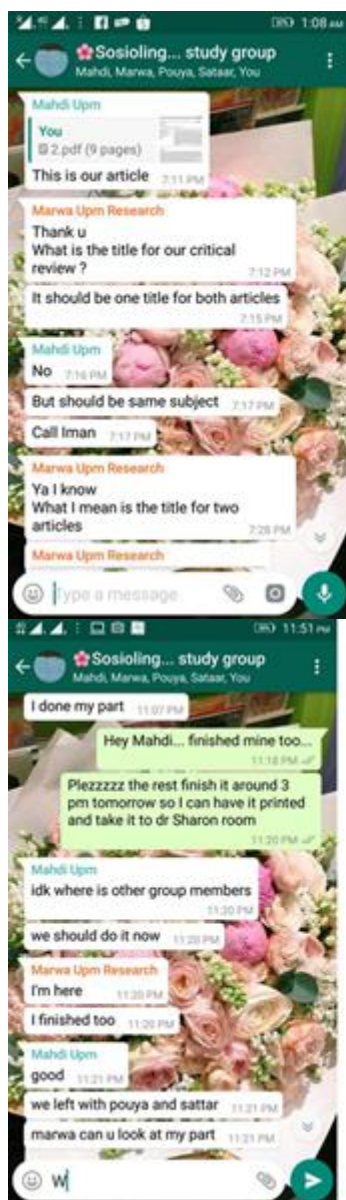 1:08 AM
Sosioling... study group
Mahdi, Marwa, Pouya, Sataar, You
Mahdi Upm
You
2.pdf (9 pages)
This is our article 7:11 PM
Marwa Upm Research
Thank u
What is the title for our critical
review ?
7:12 PM
It should be one title for both articles
7:15 PM
Mahdi Upm
No 7:16 PM
But should be same subject 7:17 PM
Call Iman 7:17 PM
Marwa Upm Research
Ya I know
What I mean is the title for two
articles
7:28 PM
Marwa Upm Research
Type a message
11:51 PM
Sosioling... study group
Mahdi, Marwa, Pouya, Sataar, You
I done my part 11:07 PM
Hey Mahdi... finished mine too...
11:18 PM
Plezzzzz the rest finish it around 3
pm tomorrow so I can have it printed
and take it to dr Sharon room
11:20 PM
Mahdi Upm
idk where is other group members
11:20 PM
we should do it now 11:20 PM
Marwa Upm Research
I'm here 11:20 PM
I finished too 11:20 PM
Mahdi Upm
good 11:21 PM
we left with pouya and sattar 11:21 PM
marwa can u look at my part 11:21 PM
W